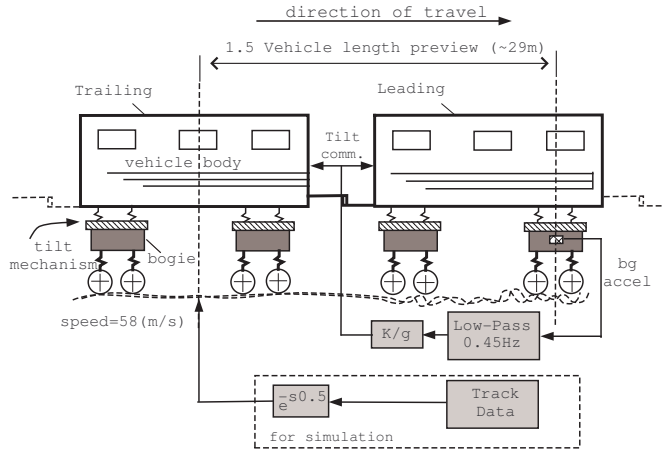 direction of travel
1.5 Vehicle length preview (~29m)
Trailing
Leading
Tilt
comm.
vehicle body
tilt
mechanism
bogie
bg
accel
speed=58(m/s)
K/g
Low-Pass
0.45Hz
-s0.5
e
Track
Data
for simulation